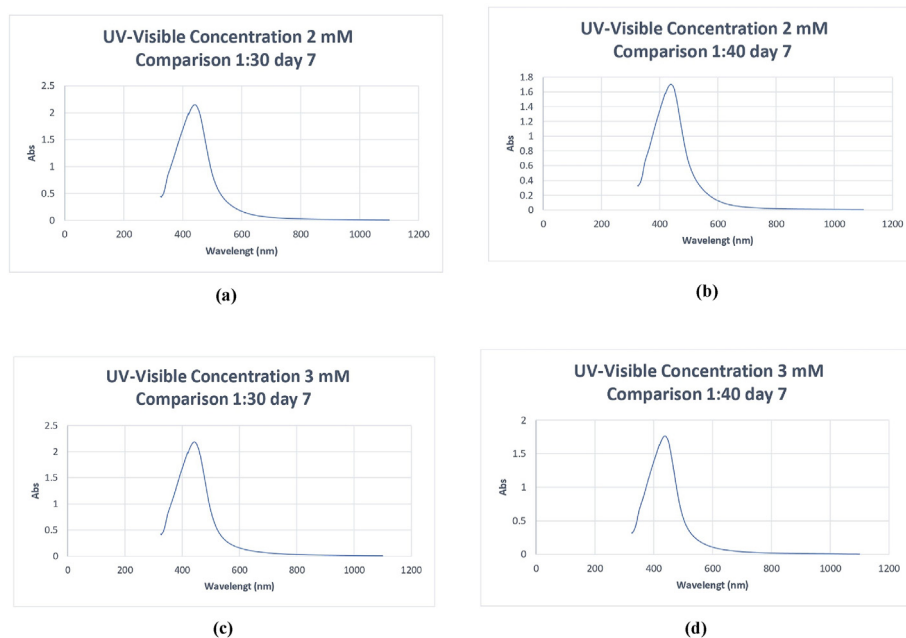 UV-Visible Concentration 2 mM
Comparison 1:30 day 7
2.5
2
1.5
1
0.5
0
Abs
0 200 400 600 800 1000 1200
Wavelengt (nm)
(a)
UV-Visible Concentration 2 mM
Comparison 1:40 day 7
1.8
1.6
1.4
1.2
1
0.8
0.6
0.4
0.2
0
Abs
0 200 400 600 800 1000 1200
Wavelengt (nm)
(b)
UV-Visible Concentration 3 mM
Comparison 1:30 day 7
2.5
2
1.5
1
0.5
0
Abs
0 200 400 600 800 1000 1200
Wavelengt (nm)
(c)
UV-Visible Concentration 3 mM
Comparison 1:40 day 7
2
1.5
1
0.5
0
Abs
0 200 400 600 800 1000 1200
Wavelengt (nm)
(d)